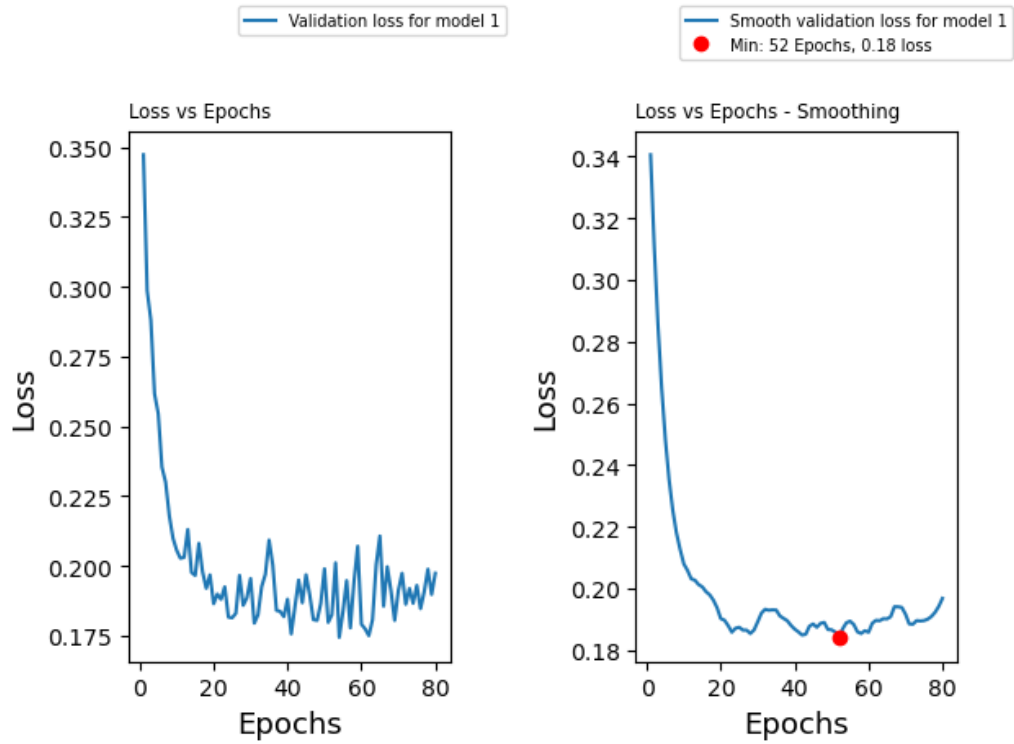 Validation loss for model 1
Loss vs Epochs
0.350
0.325
0.300
0.275
0.250
0.225
0.200
0.175
Loss
0 20 40 60 80
Epochs
Smooth validation loss for model 1
Min: 52 Epochs, 0.18 loss
Loss vs Epochs - Smoothing
0.34
0.32
0.30
0.28
0.26
0.24
0.22
0.20
0.18
Loss
0 20 40 60 80
Epochs